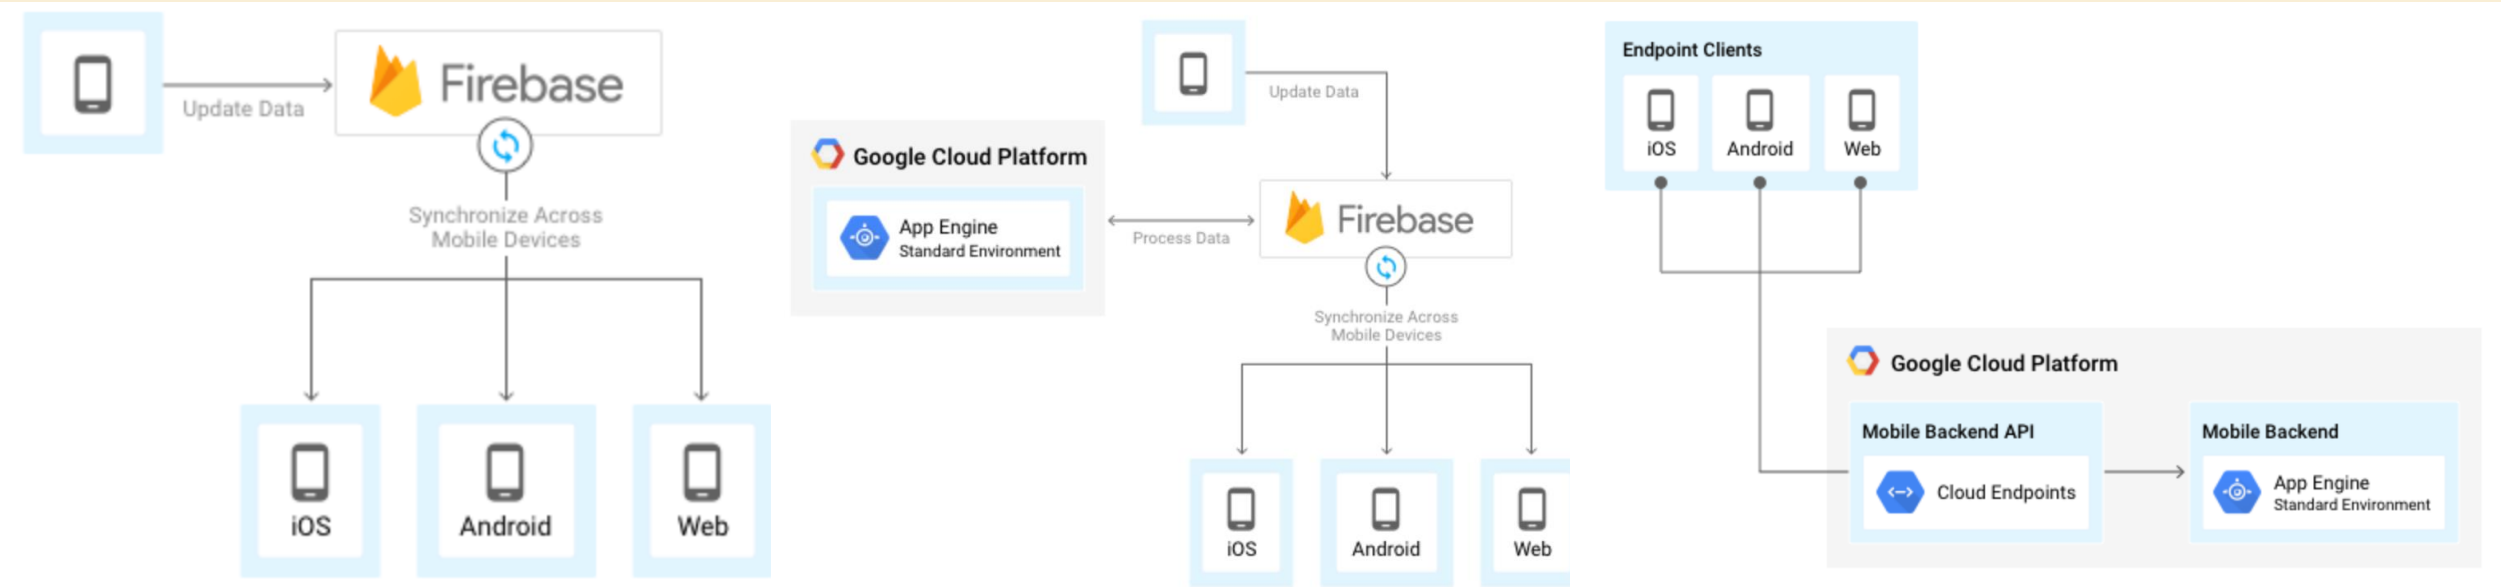 Firebase
Update Data
Synchronize Across
Mobile Devices
iOS
Android
Web
Update Data
Google Cloud Platform
App Engine
Standard Environment
Process Data
Firebase
Synchronize Across
Mobile Devices
iOS
Android
Web
Endpoint Clients
iOS
Android
Web
Google Cloud Platform
Mobile Backend API
Cloud Endpoints
Mobile Backend
App Engine
Standard Environment